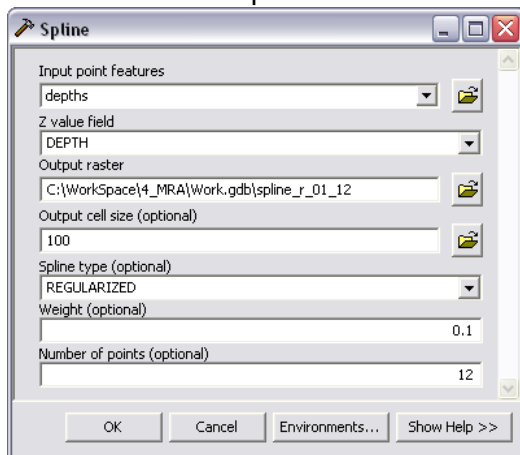 Spline
Input point features
depths
Z value field
DEPTH
Output raster
C:\WorkSpace\4_MRA\Work.gdb\spline_r_01_12
Output cell size (optional)
100
Spline type (optional)
REGULARIZED
Weight (optional)
0.1
Number of points (optional)
12
OK Cancel Environments... Show Help >>